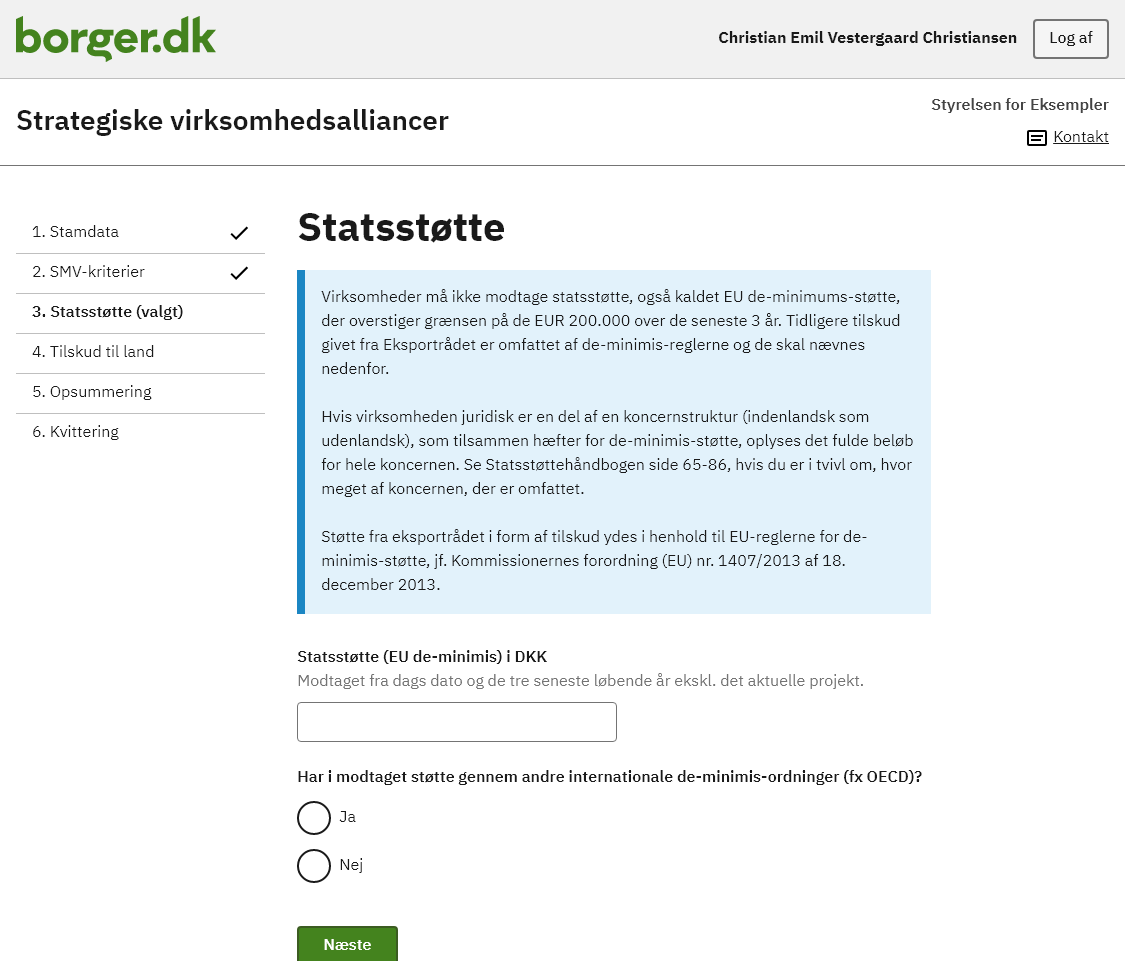 borger.dk
Christian Emil Vestergaard Christiansen
Log af
Strategiske virksomhedsalliancer
Styrelsen for Eksempler
Kontakt
1. Stamdata
2. SMV-kriterier
3. Statsstøtte (valgt)
4. Tilskud til land
5. Opsummering
6. Kvittering
Statsstøtte
Virksomheder må ikke modtage statsstøtte, også kaldet EU de-minimums-støtte,
der overstiger grænsen på de EUR 200.000 over de seneste 3 år. Tidligere tilskud
givet fra Eksportrådet er omfattet af de-minimis-reglerne og de skal nævnes
nedenfor.
Hvis virksomheden juridisk er en del af en koncernstruktur (indenlandsk som
udenlandsk), som tilsammen hæfter for de-minimis-støtte, oplyses det fulde beløb
for hele koncernen. Se Statsstøttehåndbogen side 65-86, hvis du er i tvivl om, hvor
meget af koncernen, der er omfattet.
Støtte fra eksportrådet i form af tilskud ydes i henhold til EU-reglerne for de-
minimis-støtte, jf. Kommissionernes forordning (EU) nr. 1407/2013 af 18.
december 2013.
Statsstøtte (EU de-minimis) i DKK
Modtaget fra dags dato og de tre seneste løbende år ekskl. det aktuelle projekt.
Har i modtaget støtte gennem andre internationale de-minimis-ordninger (fx OECD)?
Ja
Nej
Næste